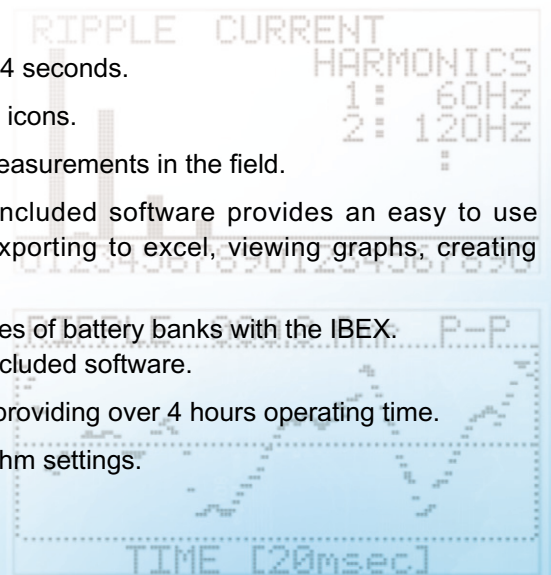 RIPPLE CURRENT
4 seconds.
HARMONICS
icons.
1: 60Hz
2: 120Hz
easurements in the field.
:
ncluded software provides an easy to use
xporting to excel, viewing graphs, creating
012345678901234567890
es of battery banks with the IBEX.
RIPPLE P-P
cluded software.
providing over 4 hours operating time.
hm settings.
TIME [20msec]